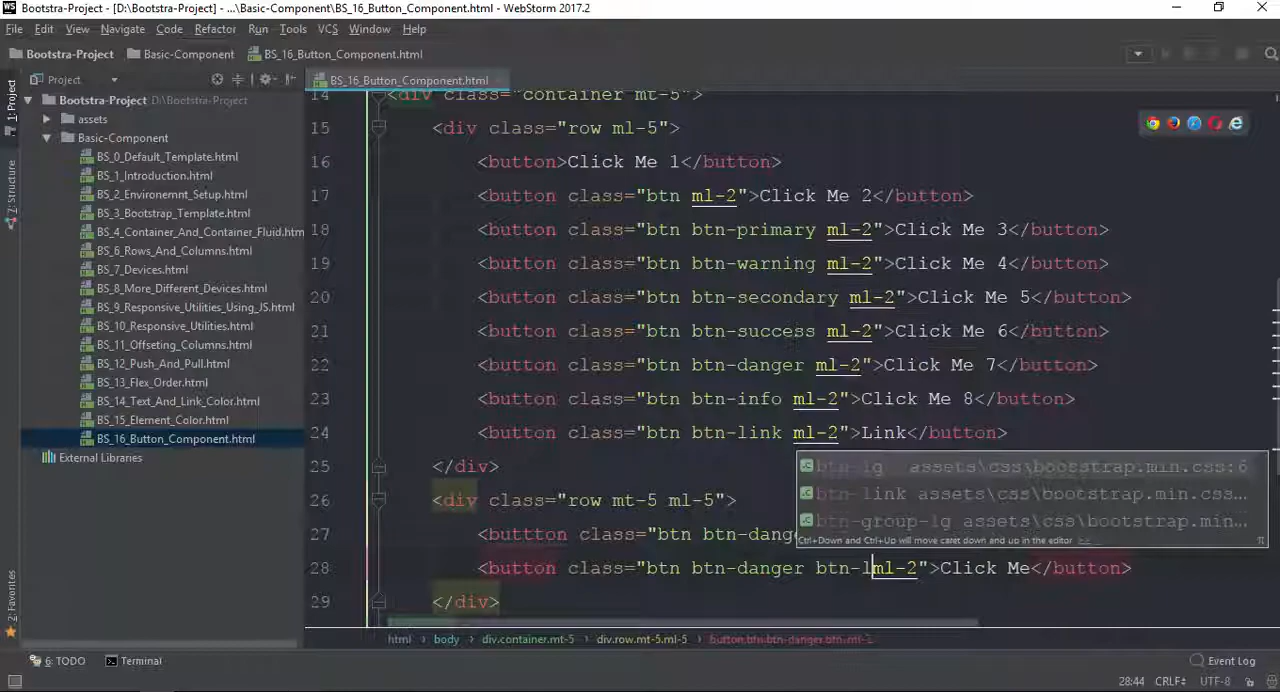 Bootstra-Project - [D:\Bootstra-Project] - ...\Basic-Component\BS_16_Button_Component.html - WebStorm 2017.2
File Edit View Navigate Code Refactor Run Tools VCS Window Help
Bootstra-Project Basic-Component BS_16_Button_Component.html
Project
BS_16_Button_Component.html
1: Project
7: Structure
2: Favorites
Bootstra-Project D:\Bootstra-Project
assets
Basic-Component
BS_0_Default_Template.html
BS_1_Introduction.html
BS_2_Environemnt_Setup.html
BS_3_Bootstrap_Template.html
BS_4_Container_And_Container_Fluid.htm
BS_6_Rows_And_Columns.html
BS_7_Devices.html
BS_8_More_Different_Devices.html
BS_9_Responsive_Utilities_Using_JS.html
BS_10_Responsive_Utilities.html
BS_11_Offseting_Columns.html
BS_12_Push_And_Pull.html
BS_13_Flex_Order.html
BS_14_Text_And_Link_Color.html
BS_15_Element_Color.html
BS_16_Button_Component.html
External Libraries
14 <div class="container mt-5">
15 <div class="row ml-5">
16 <button>Click Me 1</button>
17 <button class="btn ml-2">Click Me 2</button>
18 <button class="btn btn-primary ml-2">Click Me 3</button>
19 <button class="btn btn-warning ml-2">Click Me 4</button>
20 <button class="btn btn-secondary ml-2">Click Me 5</button>
21 <button class="btn btn-success ml-2">Click Me 6</button>
22 <button class="btn btn-danger ml-2">Click Me 7</button>
23 <button class="btn btn-info ml-2">Click Me 8</button>
24 <button class="btn btn-link ml-2">Link</button>
25 </div>
26 <div class="row mt-5 ml-5">
27 <buttton class="btn btn-dang
28 <button class="btn btn-danger btn-lml-2">Click Me</button>
29 </div>
btn-lg assets\css\boosstrap.min.css:6
btn-link assets\css\bootstrap.min.css...
btn-group-lg assets\css\bootstrap.min...
Ctrl+Down and Ctrl+Up will move caret down and up in the editor >> π
html body div.container.mt-5 div.row.mt-5.ml-5
6: TODO Terminal Event Log
28:44 CRLF UTF-8